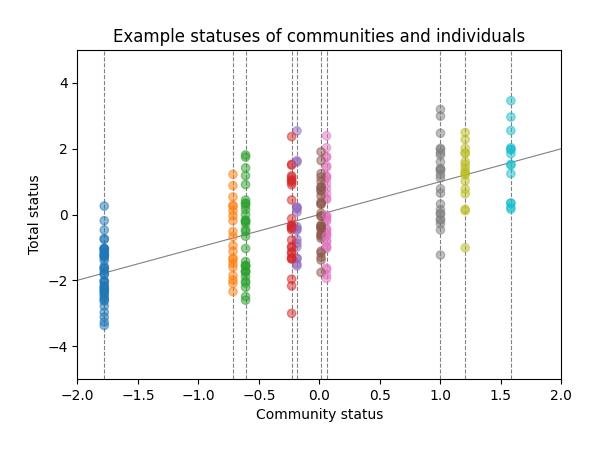 Example statuses of communities and individuals
Total status
4
2
0
−2
−4
−2.0 −1.5 −1.0 −0.5 0.0 0.5 1.0 1.5 2.0
Community status